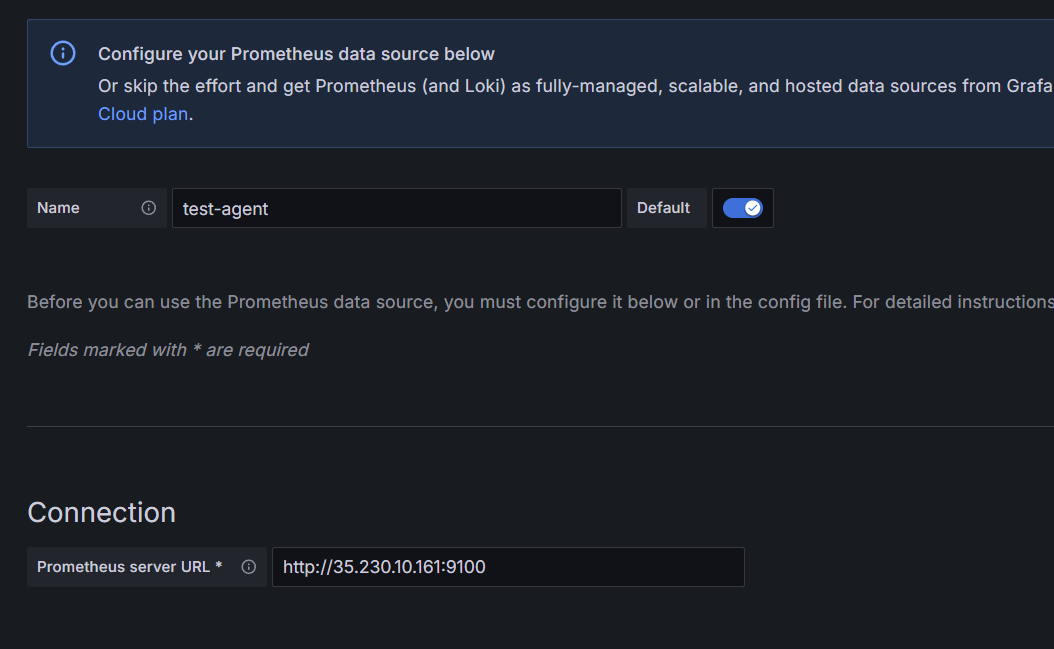 Configure your Prometheus data source below
Or skip the effort and get Prometheus (and Loki) as fully-managed, scalable, and hosted data sources from Grafa
Cloud plan.
Name test-agent Default
Before you can use the Prometheus data source, you must configure it below or in the config file. For detailed instructions
Fields marked with * are required
Connection
Prometheus server URL * http://35.230.10.161:9100